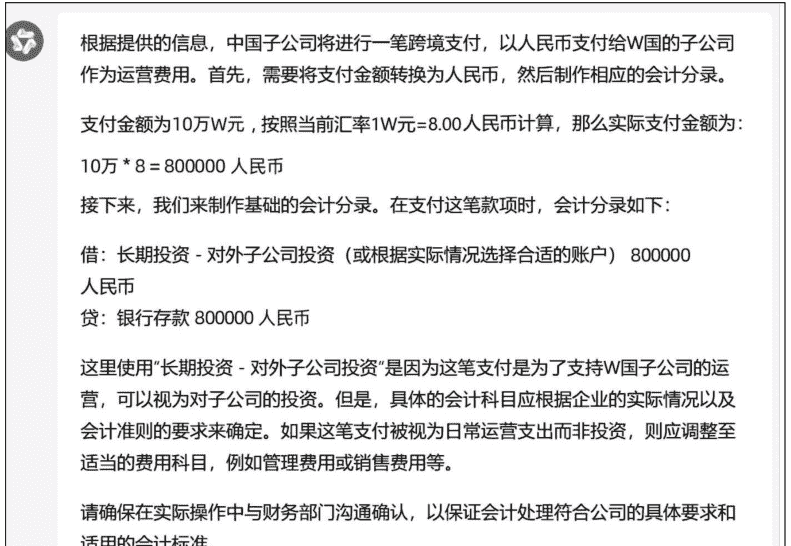 根据提供的信息，中国子公司将进行一笔跨境支付，以人民币支付给W国的子公司
作为运营费用。首先，需要将支付金额转换为人民币，然后制作相应的会计分录。
支付金额为10万W元 , 按照当前汇率1W元=8.00人民币计算，那么实际支付金额为：
10万 * 8 = 800000 人民币
接下来，我们来制作基础的会计分录。在支付这笔款项时，会计分录如下：
借：长期投资 - 对外子公司投资（或根据实际情况选择合适的账户） 800000
人民币
贷：银行存款 800000 人民币
这里使用"长期投资 - 对外子公司投资"是因为这笔支付是为了支持W国子公司的运
营，可以视为对子公司的投资。但是，具体的会计科目应根据企业的实际情况以及
会计准则的要求来确定。如果这笔支付被视为日常运营支出而非投资，则应调整至
适当的费用科目，例如管理费用或销售费用等。
请确保在实际操作中与财务部门沟通确认，以保证会计处理符合公司的具体要求和
适用的会计标准。